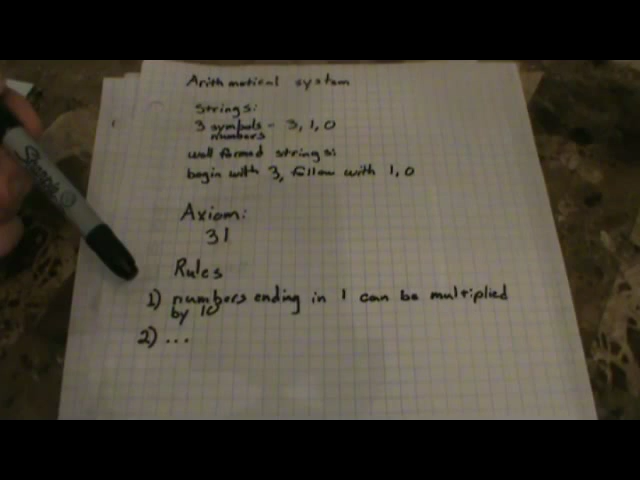 Arithmetical system
Strings:
3 symbols - 3, 1, 0
numbers
well formed strings:
begin with 3, follow with 1, 0
Axiom:
31
Rules
1) numbers ending in 1 can be multiplied
by 10
2) ...
Sharpie